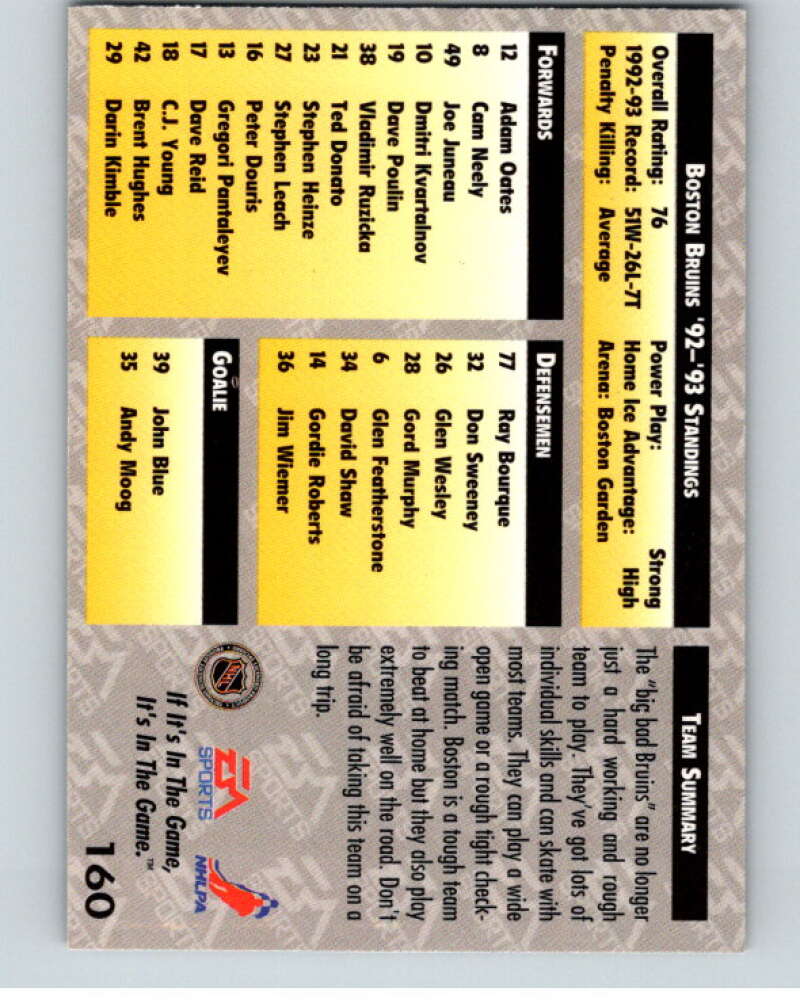 BOSTON BRUINS '92–'93 STANDINGS
Overall Rating: 76 Power Play: Strong
1992-93 Record: 51W-26L-7T Home Ice Advantage: High
Penalty Killing: Average Arena: Boston Garden
FORWARDS
12 Adam Oates
8 Cam Neely
49 Joe Juneau
10 Dmitri Kvartalnov
19 Dave Poulin
38 Vladimir Ruzicka
21 Ted Donato
23 Stephen Heinze
27 Stephen Leach
16 Peter Douris
13 Gregori Pantaleyev
17 Dave Reid
18 C.J. Young
42 Brent Hughes
29 Darin Kimble
DEFENSEMEN
77 Ray Bourque
32 Don Sweeney
26 Glen Wesley
28 Gord Murphy
6 Glen Featherstone
34 David Shaw
14 Gordie Roberts
36 Jim Wiemer
GOALIE
39 John Blue
35 Andy Moog
TEAM SUMMARY
The "big bad Bruins" are no longer
just a hard working and rough
team to play. They've got lots of
individual skills and can skate with
most teams. They can play a wide
open game or a rough tight check-
ing match. Boston is a tough team
to beat at home but they also play
extremely well on the road. Don't
be afraid of taking this team on a
long trip.
NHL
EA
SPORTS
NHLPA
If It's In The Game,
It's In The Game.™
160